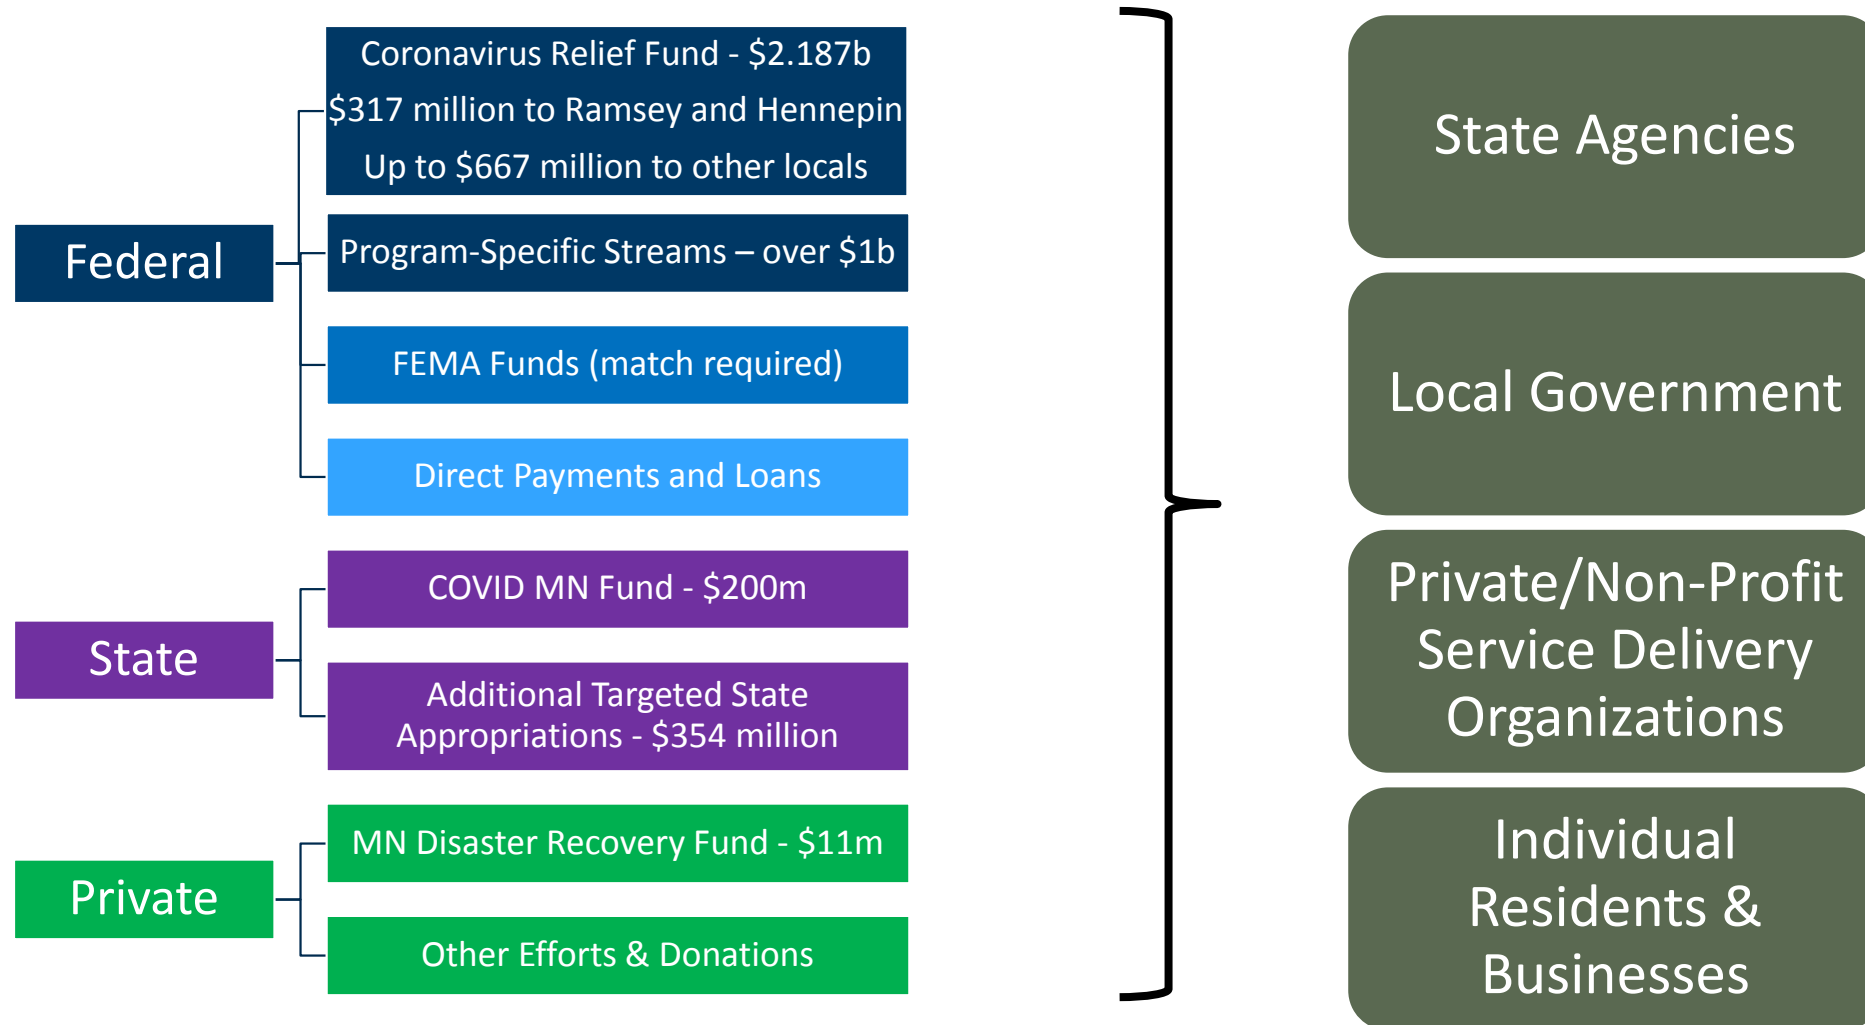 Federal
Coronavirus Relief Fund - $2.187b
$317 million to Ramsey and Hennepin
Up to $667 million to other locals
Program-Specific Streams – over $1b
FEMA Funds (match required)
Direct Payments and Loans
State
COVID MN Fund - $200m
Additional Targeted State
Appropriations - $354 million
Private
MN Disaster Recovery Fund - $11m
Other Efforts & Donations
State Agencies
Local Government
Private/Non-Profit
Service Delivery
Organizations
Individual
Residents &
Businesses